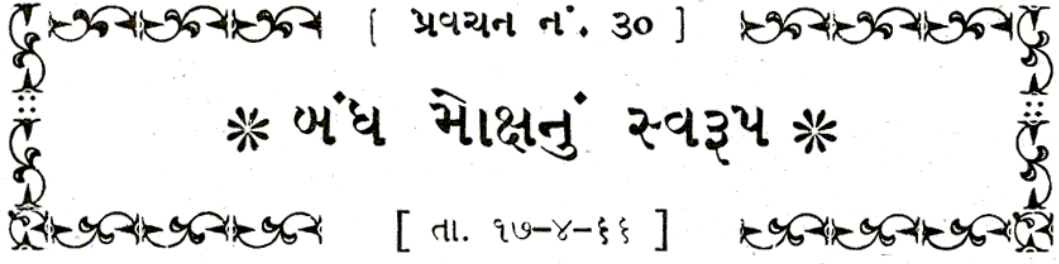 [ પ્રવચન નં. ૩૦ ]
* બંધ મોક્ષનું સ્વરૂપ *
[ તા. ૧૭-૪-૬૬ ]